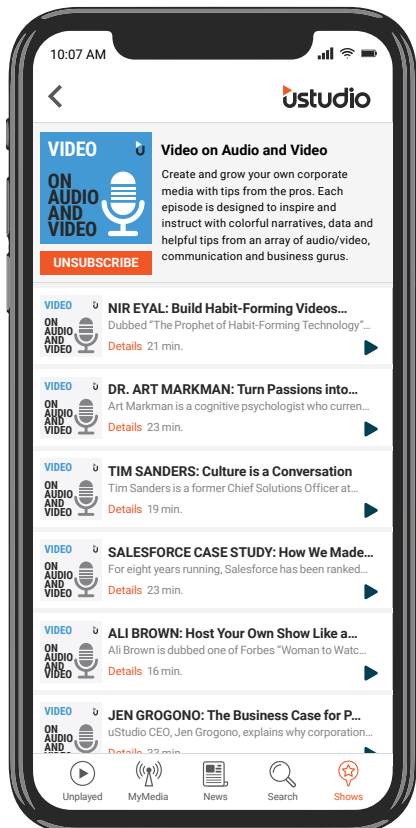 10:07 AM
ustudio
VIDEO
ON
AUDIO
AND
VIDEO
UNSUBSCRIBE
Video on Audio and Video
Create and grow your own corporate
media with tips from the pros. Each
episode is designed to inspire and
instruct with colorful narratives, data and
helpful tips from an array of audio/video,
communication and business gurus.
VIDEO
ON
AUDIO
AND
VIDEO
NIR EYAL: Build Habit-Forming Videos...
Dubbed “The Prophet of Habit-Forming Technology”...
Details 21 min.
VIDEO
ON
AUDIO
AND
VIDEO
DR. ART MARKMAN: Turn Passions into...
Art Markman is a cognitive psychologist who curren...
Details 23 min.
VIDEO
ON
AUDIO
AND
VIDEO
TIM SANDERS: Culture is a Conversation
Tim Sanders is a former Chief Solutions Officer at...
Details 19 min.
VIDEO
ON
AUDIO
AND
VIDEO
SALESFORCE CASE STUDY: How We Made...
For eight years running, Salesforce has been ranked...
Details 23 min.
VIDEO
ON
AUDIO
AND
VIDEO
ALI BROWN: Host Your Own Show Like a...
Ali Brown is dubbed one of Forbes “Woman to Watc...
Details 16 min.
VIDEO
ON
AUDIO
AND
VIDEO
JEN GROGONO: The Business Case for P...
uStudio CEO, Jen Grogono, explains why corporation...
Details 33 min.
Unplayed
MyMedia
News
Search
Shows